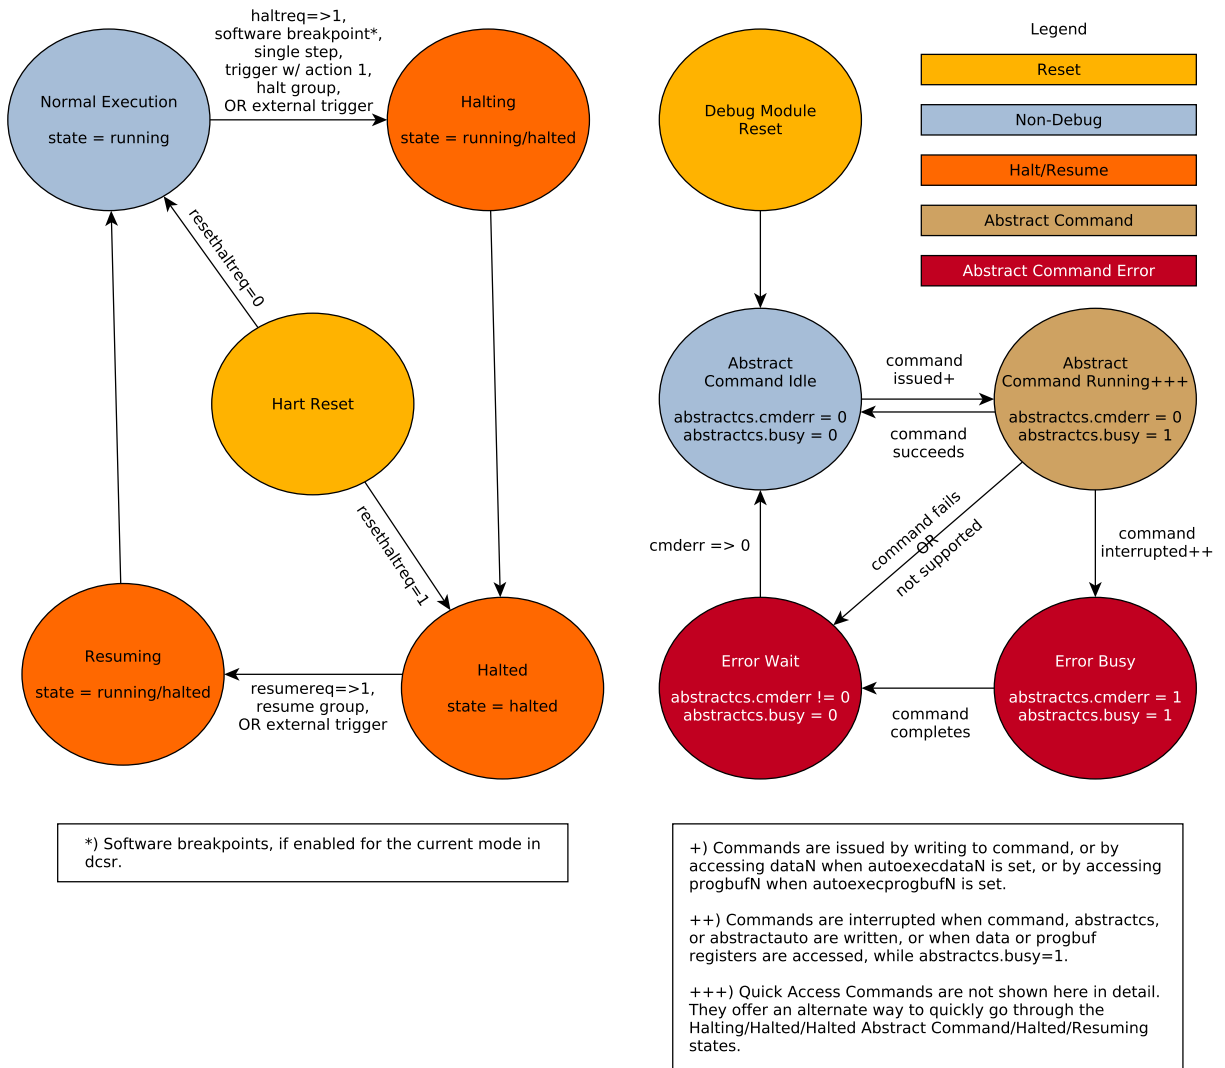 haltreq=>1,
software breakpoint*,
single step,
trigger w/ action 1,
halt group,
OR external trigger
Normal Execution
state = running
Halting
state = running/halted
resethaltreq=0
Hart Reset
resethaltreq=1
Resuming
state = running/halted
Halted
state = halted
resumereq=>1,
resume group,
OR external trigger
*) Software breakpoints, if enabled for the current mode in
dcsr.
Legend
Reset
Non-Debug
Halt/Resume
Abstract Command
Abstract Command Error
Debug Module
Reset
Abstract
Command Idle
abstractcs.cmderr = 0
abstractcs.busy = 0
command
issued+
command
succeeds
Abstract
Command Running+++
abstractcs.cmderr = 0
abstractcs.busy = 1
cmderr => 0
command fails
OR
not supported
command
interrupted++
Error Wait
abstractcs.cmderr != 0
abstractcs.busy = 0
command
completes
Error Busy
abstractcs.cmderr = 1
abstractcs.busy = 1
+) Commands are issued by writing to command, or by
accessing dataN when autoexecdataN is set, or by accessing
progbufN when autoexecprogbufN is set.
++) Commands are interrupted when command, abstractcs,
or abstractauto are written, or when data or progbuf
registers are accessed, while abstractcs.busy=1.
+++) Quick Access Commands are not shown here in detail.
They offer an alternate way to quickly go through the
Halting/Halted/Halted Abstract Command/Halted/Resuming
states.